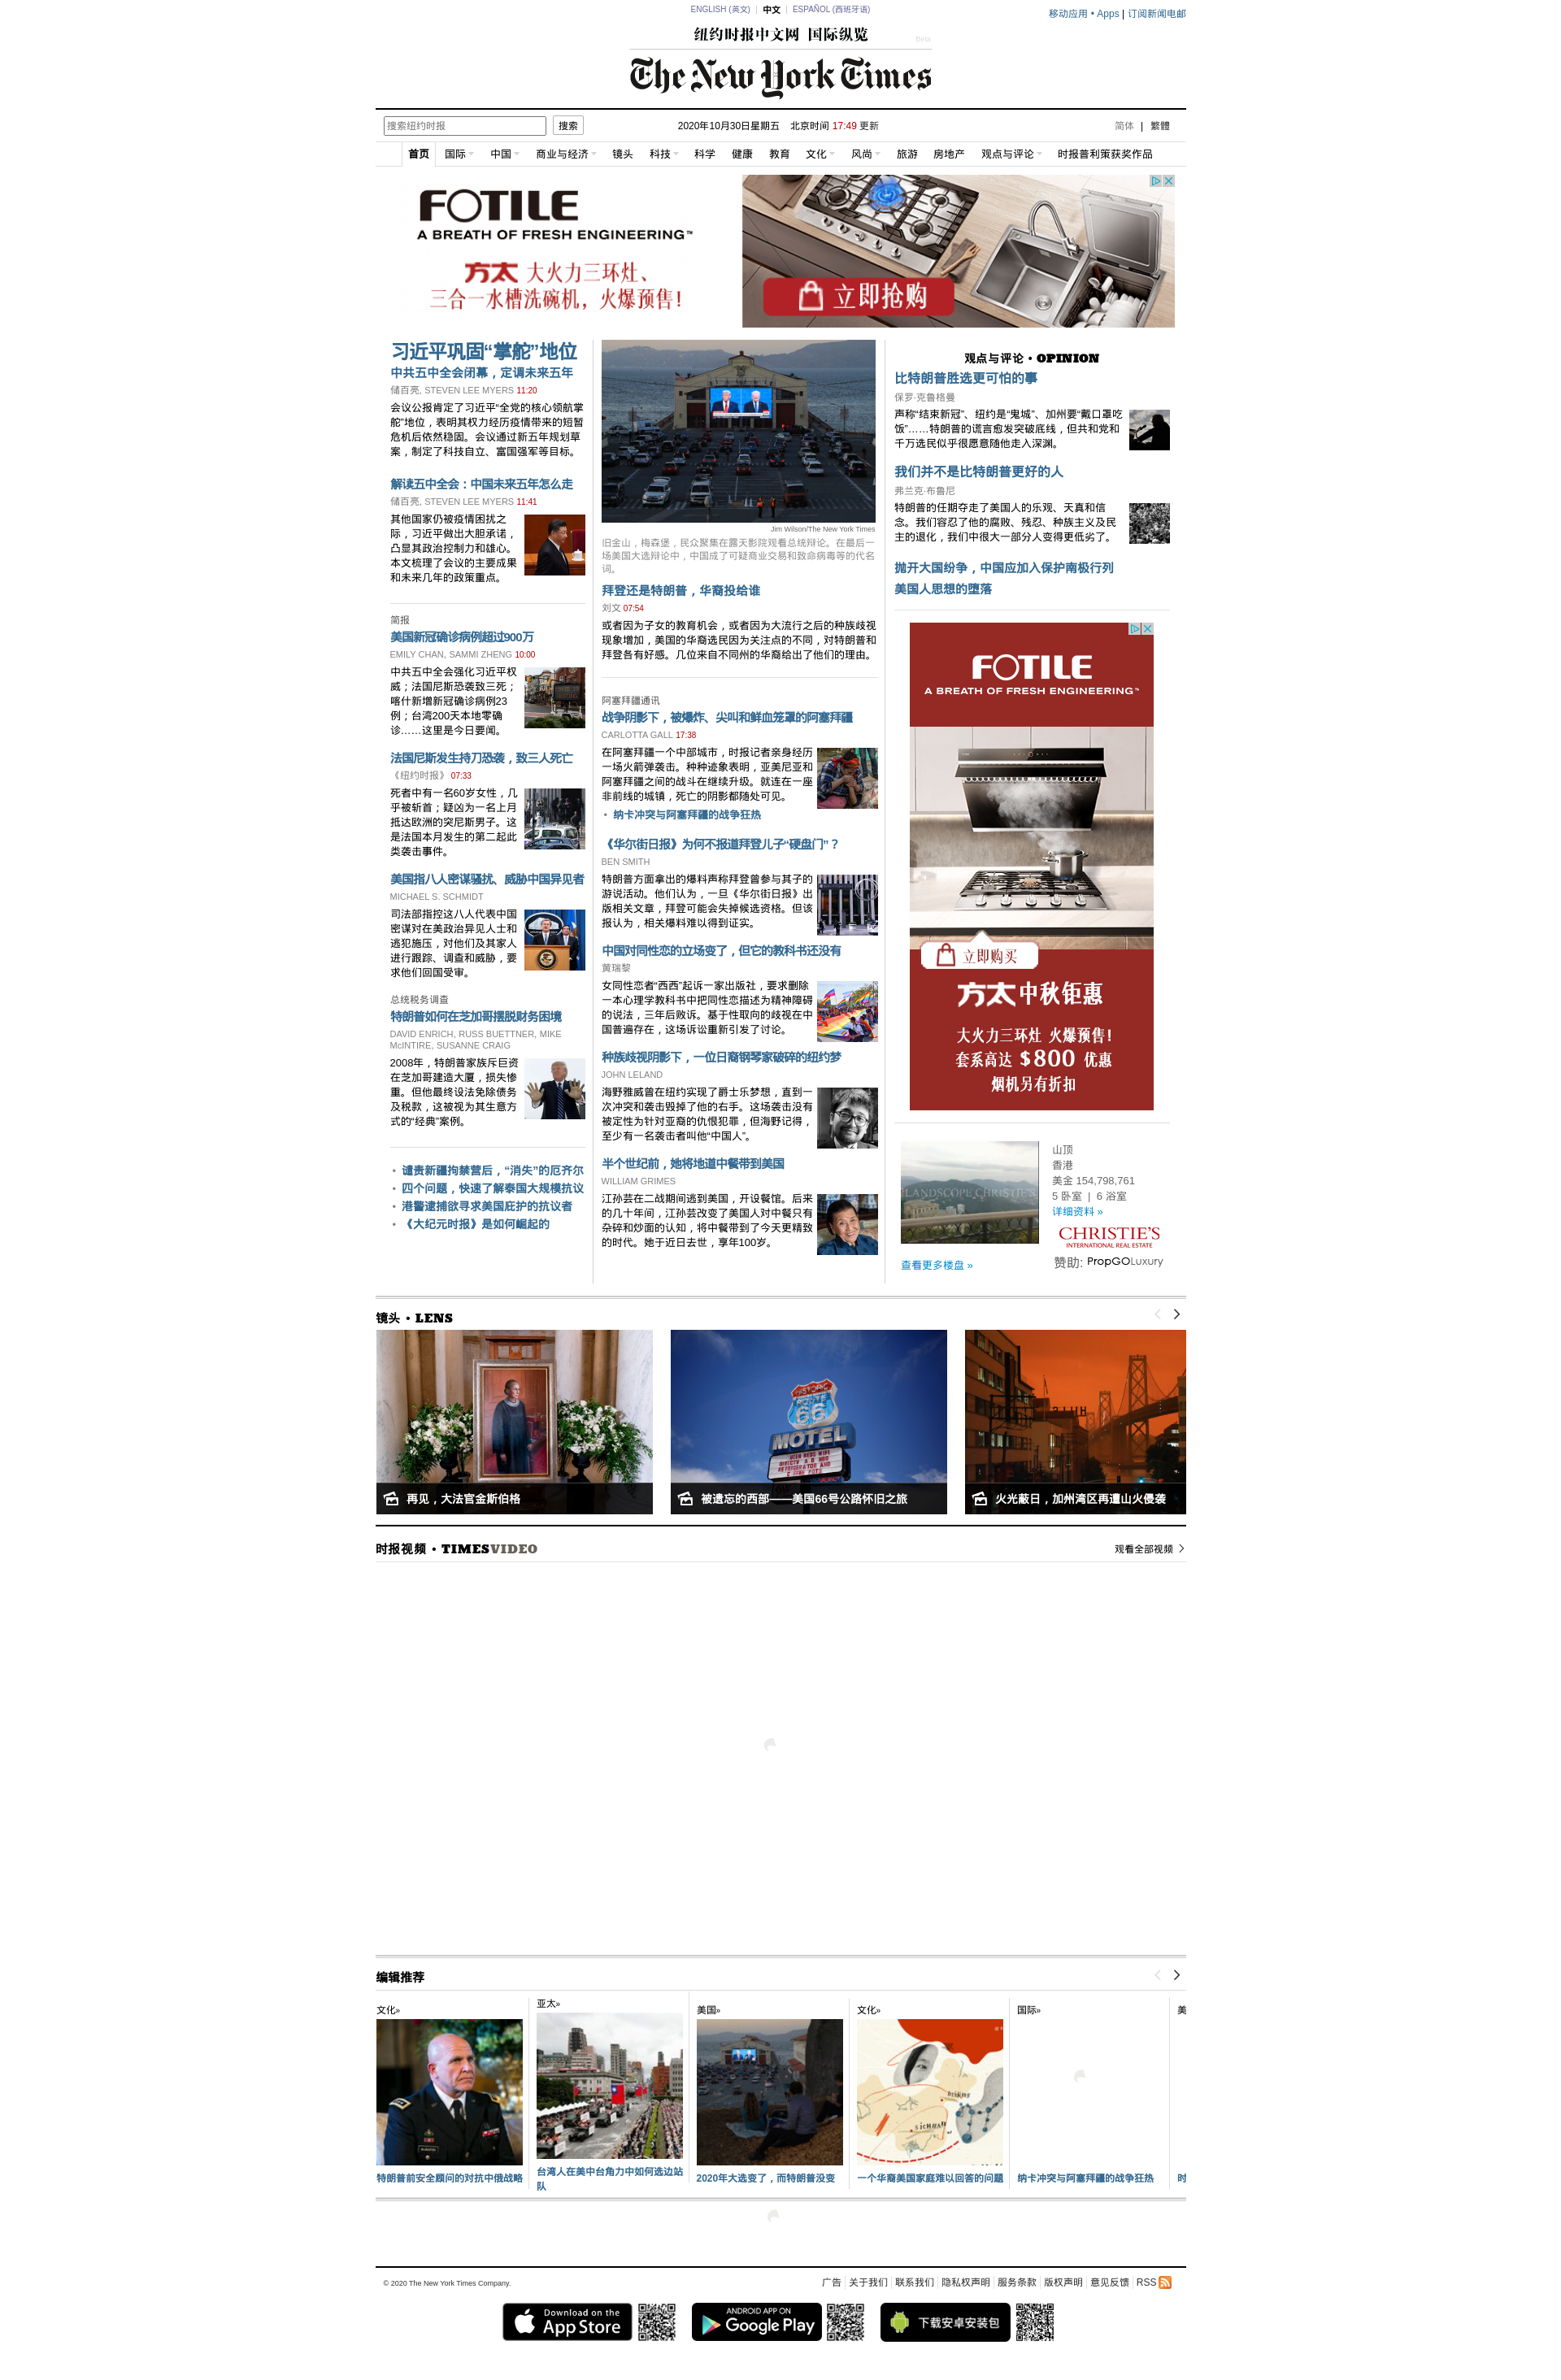 ENGLISH (英文) | 中文 | ESPAÑOL (西班牙语)
移动应用 • Apps | 订阅新闻电邮
纽约时报中文网 国际纵览
Beta
The New York Times
搜索纽约时报
搜索
2020年10月30日星期五 北京时间 17:49 更新
简体 | 繁體
首页 国际 中国 商业与经济 镜头 科技 科学 健康 教育 文化 风尚 旅游 房地产 观点与评论 时报普利策获奖作品
FOTILE
A BREATH OF FRESH ENGINEERING™
方太 大火力三环灶、
三合一水槽洗碗机，火爆预售！
立即抢购
习近平巩固“掌舵”地位
中共五中全会闭幕，定调未来五年
储百亮, STEVEN LEE MYERS 11:20
会议公报肯定了习近平“全党的核心领航掌
舵”地位，表明其权力经历疫情带来的短暂
危机后依然稳固。会议通过新五年规划草
案，制定了科技自立、富国强军等目标。
解读五中全会：中国未来五年怎么走
储百亮, STEVEN LEE MYERS 11:41
其他国家仍被疫情困扰之
际，习近平做出大胆承诺，
凸显其政治控制力和雄心。
本文梳理了会议的主要成果
和未来几年的政策重点。
简报
美国新冠确诊病例超过900万
EMILY CHAN, SAMMI ZHENG 10:00
中共五中全会强化习近平权
威；法国尼斯恐袭致三死；
喀什新增新冠确诊病例23
例；台湾200天本地零确
诊……这里是今日要闻。
法国尼斯发生持刀恐袭，致三人死亡
《纽约时报》 07:33
死者中有一名60岁女性，几
乎被斩首；疑凶为一名上月
抵达欧洲的突尼斯男子。这
是法国本月发生的第二起此
类袭击事件。
美国指八人密谋骚扰、威胁中国异见者
MICHAEL S. SCHMIDT
司法部指控这八人代表中国
密谋对在美政治异见人士和
逃犯施压，对他们及其家人
进行跟踪、调查和威胁，要
求他们回国受审。
总统税务调查
特朗普如何在芝加哥摆脱财务困境
DAVID ENRICH, RUSS BUETTNER, MIKE
McINTIRE, SUSANNE CRAIG
2008年，特朗普家族斥巨资
在芝加哥建造大厦，损失惨
重。但他最终设法免除债务
及税款，这被视为其生意方
式的“经典”案例。
• 谴责新疆拘禁营后，“消失”的厄齐尔
• 四个问题，快速了解泰国大规模抗议
• 港警逮捕欲寻求美国庇护的抗议者
• 《大纪元时报》是如何崛起的
Jim Wilson/The New York Times
旧金山，梅森堡，民众聚集在露天影院观看总统辩论。在最后一
场美国大选辩论中，中国成了可疑商业交易和致命病毒等的代名
词。
拜登还是特朗普，华裔投给谁
刘文 07:54
或者因为子女的教育机会，或者因为大流行之后的种族歧视
现象增加，美国的华裔选民因为关注点的不同，对特朗普和
拜登各有好感。几位来自不同州的华裔给出了他们的理由。
阿塞拜疆通讯
战争阴影下，被爆炸、尖叫和鲜血笼罩的阿塞拜疆
CARLOTTA GALL 17:38
在阿塞拜疆一个中部城市，时报记者亲身经历
一场火箭弹袭击。种种迹象表明，亚美尼亚和
阿塞拜疆之间的战斗在继续升级。就连在一座
非前线的城镇，死亡的阴影都随处可见。
• 纳卡冲突与阿塞拜疆的战争狂热
《华尔街日报》为何不报道拜登儿子“硬盘门”？
BEN SMITH
特朗普方面拿出的爆料声称拜登曾参与其子的
游说活动。他们认为，一旦《华尔街日报》出
版相关文章，拜登可能会失掉候选资格。但该
报认为，相关爆料难以得到证实。
中国对同性恋的立场变了，但它的教科书还没有
黄瑞黎
女同性恋者“西西”起诉一家出版社，要求删除
一本心理学教科书中把同性恋描述为精神障碍
的说法，三年后败诉。基于性取向的歧视在中
国普遍存在，这场诉讼重新引发了讨论。
种族歧视阴影下，一位日裔钢琴家破碎的纽约梦
JOHN LELAND
海野雅威曾在纽约实现了爵士乐梦想，直到一
次冲突和袭击毁掉了他的右手。这场袭击没有
被定性为针对亚裔的仇恨犯罪，但海野记得，
至少有一名袭击者叫他“中国人”。
半个世纪前，她将地道中餐带到美国
WILLIAM GRIMES
江孙芸在二战期间逃到美国，开设餐馆。后来
的几十年间，江孙芸改变了美国人对中餐只有
杂碎和炒面的认知，将中餐带到了今天更精致
的时代。她于近日去世，享年100岁。
观点与评论 • OPINION
比特朗普胜选更可怕的事
保罗·克鲁格曼
声称“结束新冠”、纽约是“鬼城”、加州要“戴口罩吃
饭”……特朗普的谎言愈发突破底线，但共和党和
千万选民似乎很愿意随他走入深渊。
我们并不是比特朗普更好的人
弗兰克·布鲁尼
特朗普的任期夺走了美国人的乐观、天真和信
念。我们容忍了他的腐败、残忍、种族主义及民
主的退化，我们中很大一部分人变得更低劣了。
抛开大国纷争，中国应加入保护南极行列
美国人思想的堕落
FOTILE
A BREATH OF FRESH ENGINEERING™
立即购买
方太中秋钜惠
大火力三环灶 火爆预售！
套系高达 $800 优惠
烟机另有折扣
LANDSCOPE CHRISTIE'S
山顶
香港
美金 154,798,761
5 卧室 | 6 浴室
详细资料 »
CHRISTIE'S
INTERNATIONAL REAL ESTATE
查看更多楼盘 »
赞助: PropGOLuxury
镜头 • LENS
HISTORIC
ROUTE
66
MOTEL
HILLS
再见，大法官金斯伯格
被遗忘的西部——美国66号公路怀旧之旅
火光蔽日，加州湾区再遭山火侵袭
时报视频 • TIMESVIDEO
观看全部视频
编辑推荐
文化»
亚太»
美国»
文化»
国际»
美
SICHUAN
特朗普前安全顾问的对抗中俄战略
台湾人在美中台角力中如何选边站
队
2020年大选变了，而特朗普没变
一个华裔美国家庭难以回答的问题
纳卡冲突与阿塞拜疆的战争狂热
时
© 2020 The New York Times Company.
广告 关于我们 联系我们 隐私权声明 服务条款 版权声明 意见反馈 RSS
Download on the
App Store
ANDROID APP ON
Google Play
下载安卓安装包